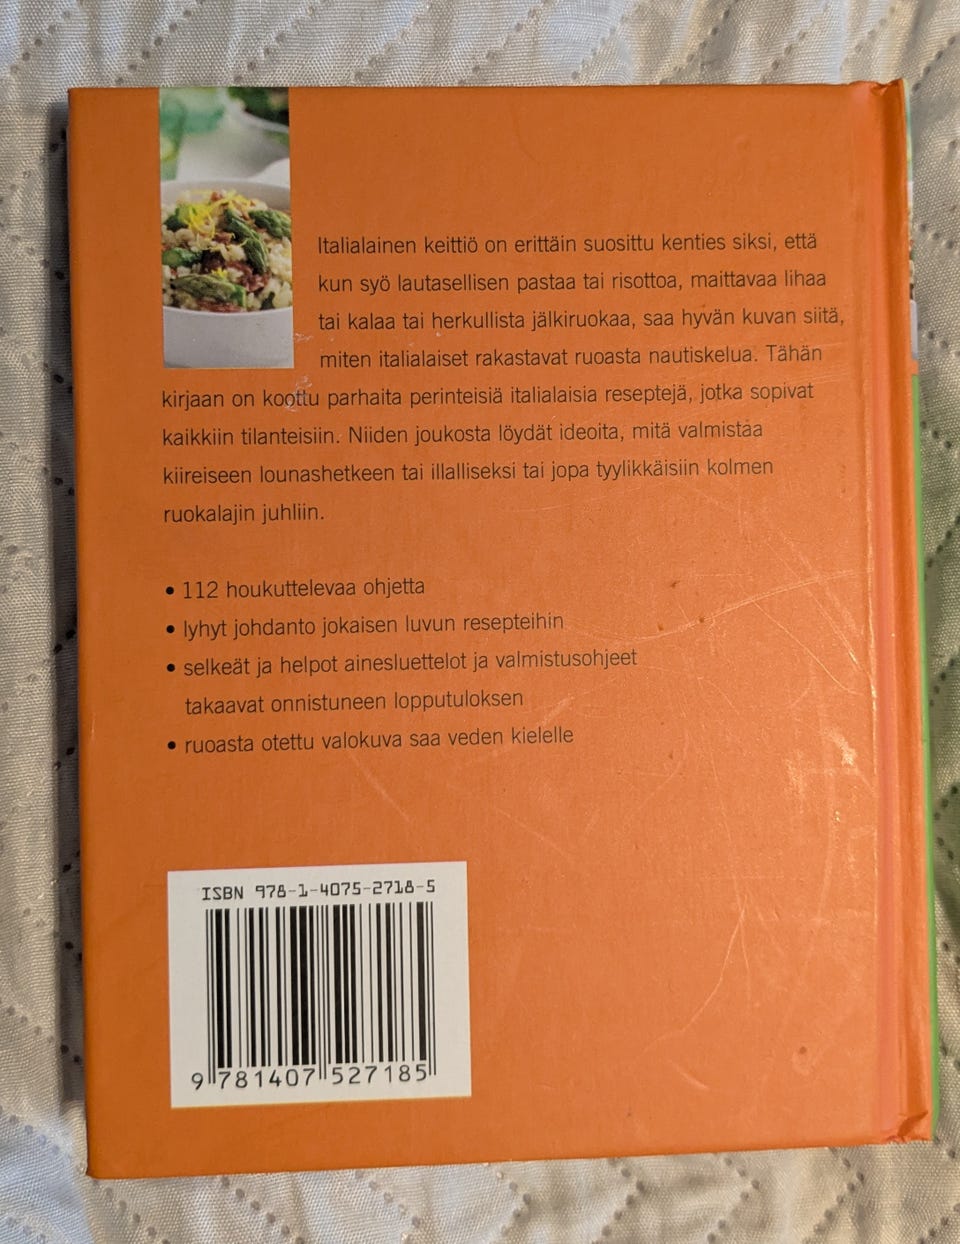 Italialainen keittiö on erittäin suosittu kenties siksi, että
kun syö lautasellisen pastaa tai risottoa, maittavaa lihaa
tai kalaa tai herkullista jälkiruokaa, saa hyvän kuvan siitä,
miten italialaiset rakastavat ruoasta nautiskelua. Tähän
kirjaan on koottu parhaita perinteisiä italialaisia reseptejä, jotka sopivat
kaikkiin tilanteisiin. Niiden joukosta löydät ideoita, mitä valmistaa
kiireiseen lounashetkeen tai illalliseksi tai jopa tyylikkäisiin kolmen
ruokalajin juhliin.
• 112 houkuttelevaa ohjetta
• lyhyt johdanto jokaisen luvun resepteihin
• selkeät ja helpot ainesluettelot ja valmistusohjeet
takaavat onnistuneen lopputuloksen
• ruoasta otettu valokuva saa veden kielelle
ISBN 978-1-4075-2718-5
9 781407 527185